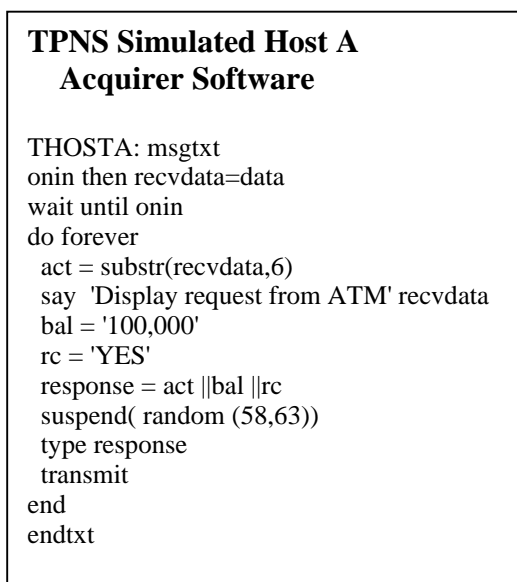 TPNS Simulated Host A
Acquirer Software
THOSTA: msgtxt
onin then recvdata=data
wait until onin
do forever
act = substr(recvdata,6)
say 'Display request from ATM' recvdata
bal = '100,000'
rc = 'YES'
response = act ||bal ||rc
suspend( random (58,63))
type response
transmit
end
endtxt